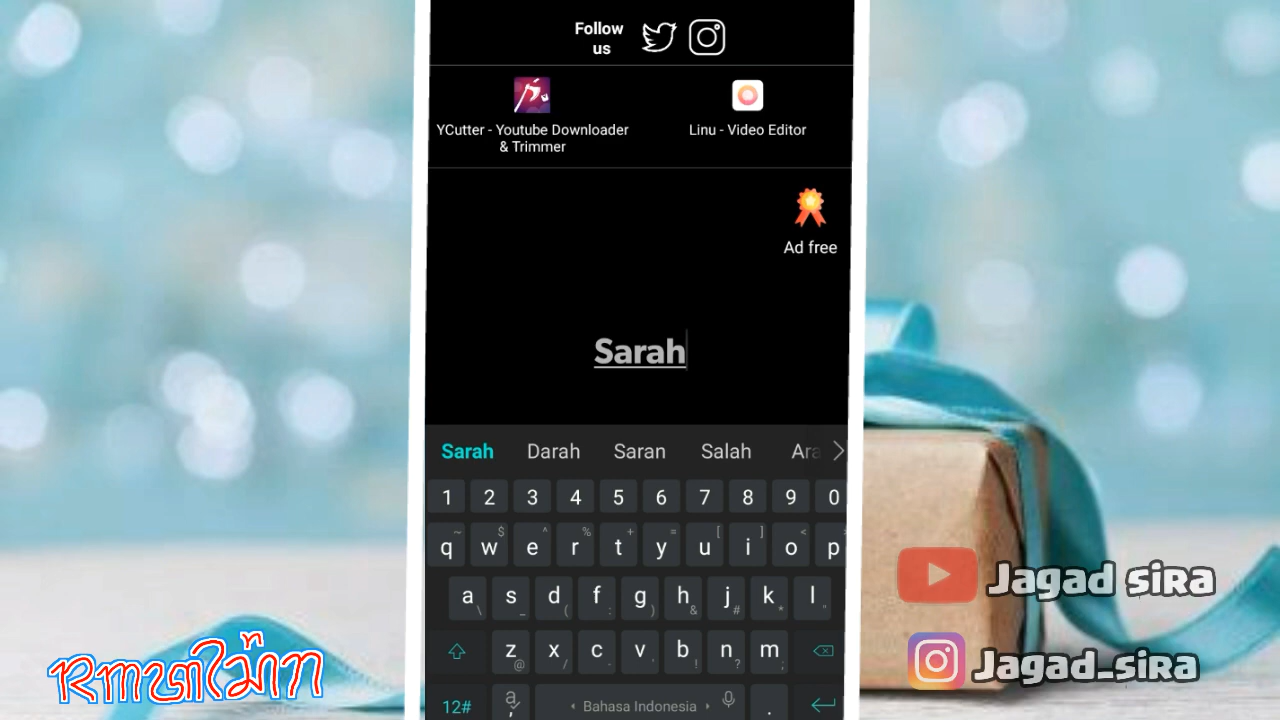 Follow
us
YCutter - Youtube Downloader
& Trimmer
Linu - Video Editor
Ad free
Sarah
Sarah Darah Saran Salah Ara
1 2 3 4 5 6 7 8 9 0
q w e r t y u i o p
a s d f g h j k l
z x c v b n m
12# Bahasa Indonesia
Jagad siRa
Jagad_siRa